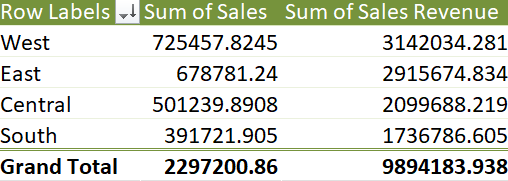 Row Labels Sum of Sales Sum of Sales Revenue
West 725457.8245 3142034.281
East 678781.24 2915674.834
Central 501239.8908 2099688.219
South 391721.905 1736786.605
Grand Total 2297200.86 9894183.938